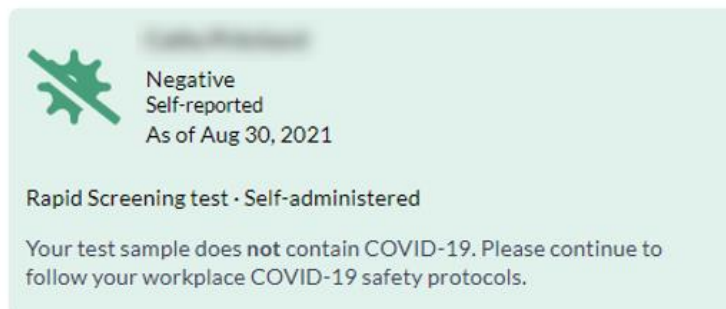 Negative
Self-reported
As of Aug 30, 2021
Rapid Screening test · Self-administered
Your test sample does not contain COVID-19. Please continue to
follow your workplace COVID-19 safety protocols.